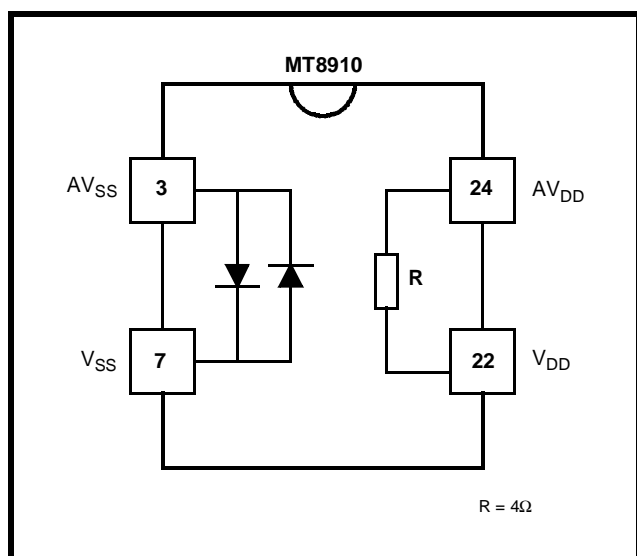 MT8910
AVSS 3 24 AVDD
R
VSS 7 22 VDD
R = 4Ω